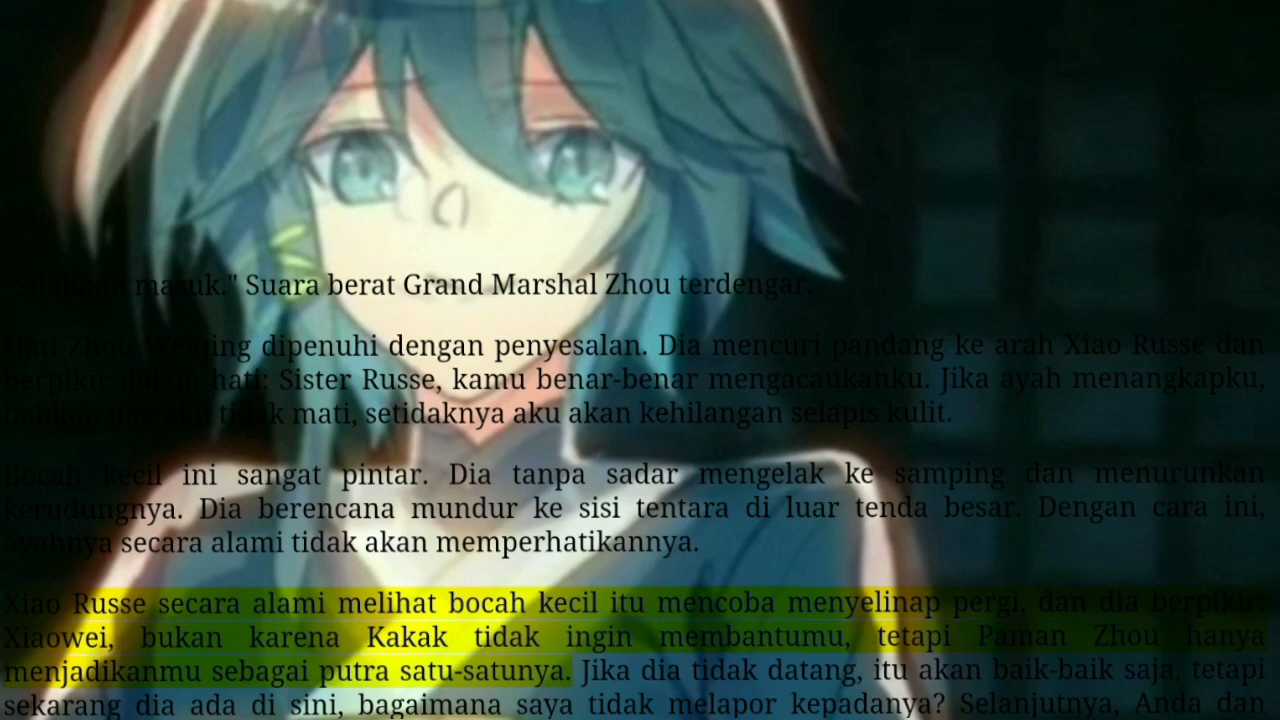 "Silahkan masuk." Suara berat Grand Marshal Zhou terdengar.
Hati Zhou Weiqing dipenuhi dengan penyesalan. Dia mencuri pandang ke arah Xiao Russe dan
berpikir dalam hati: Sister Russe, kamu benar-benar mengacaukanku. Jika ayah menangkapku,
bahkan jika aku tidak mati, setidaknya aku akan kehilangan selapis kulit.
Bocah kecil ini sangat pintar. Dia tanpa sadar mengelak ke samping dan menurunkan
kerudungnya. Dia berencana mundur ke sisi tentara di luar tenda besar. Dengan cara ini,
ayahnya secara alami tidak akan memperhatikannya.
Xiao Russe secara alami melihat bocah kecil itu mencoba menyelinap pergi, dan dia berpikir:
Xiaowei, bukan karena Kakak tidak ingin membantumu, tetapi Paman Zhou hanya
menjadikanmu sebagai putra satu-satunya. Jika dia tidak datang, itu akan baik-baik saja, tetapi
sekarang dia ada di sini, bagaimana saya tidak melapor kepadanya? Selanjutnya, Anda dan